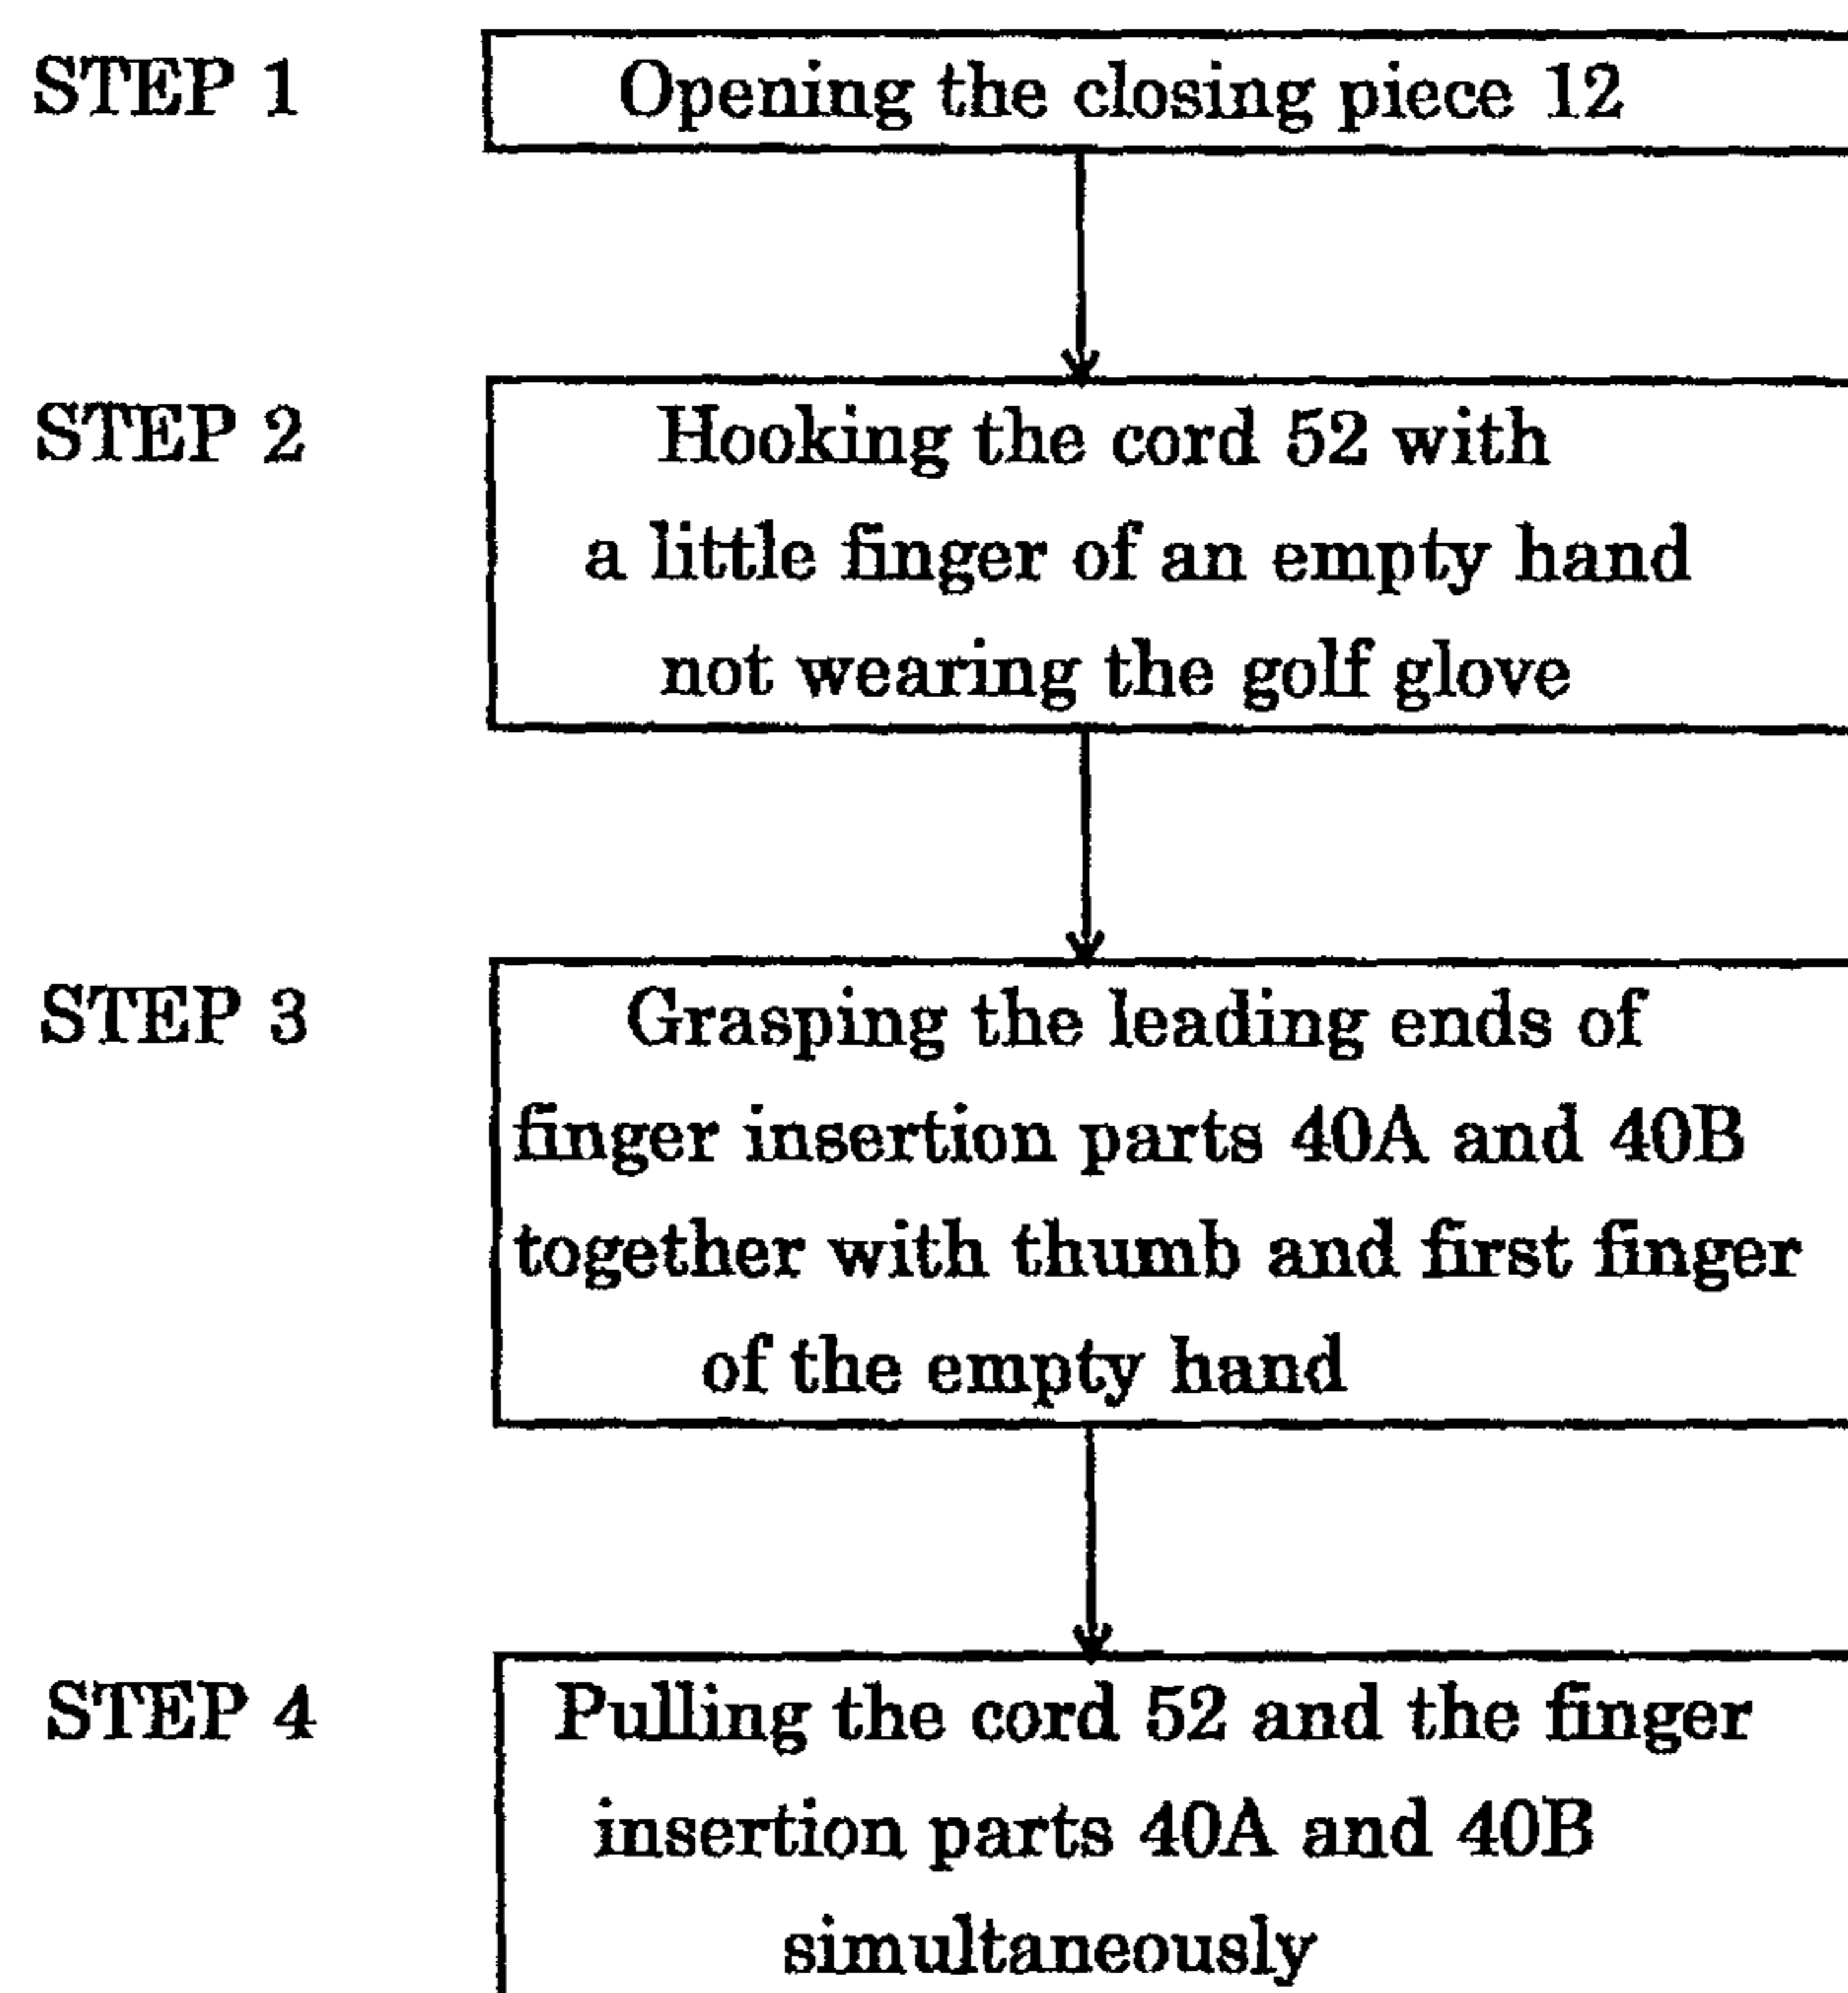 STEP 1
Opening the closing piece 12
STEP 2
Hooking the cord 52 with
a little finger of an empty hand
not wearing the golf glove
STEP 3
Grasping the leading ends of
finger insertion parts 40A and 40B
together with thumb and first finger
of the empty hand
STEP 4
Pulling the cord 52 and the finger
insertion parts 40A and 40B
simultaneously